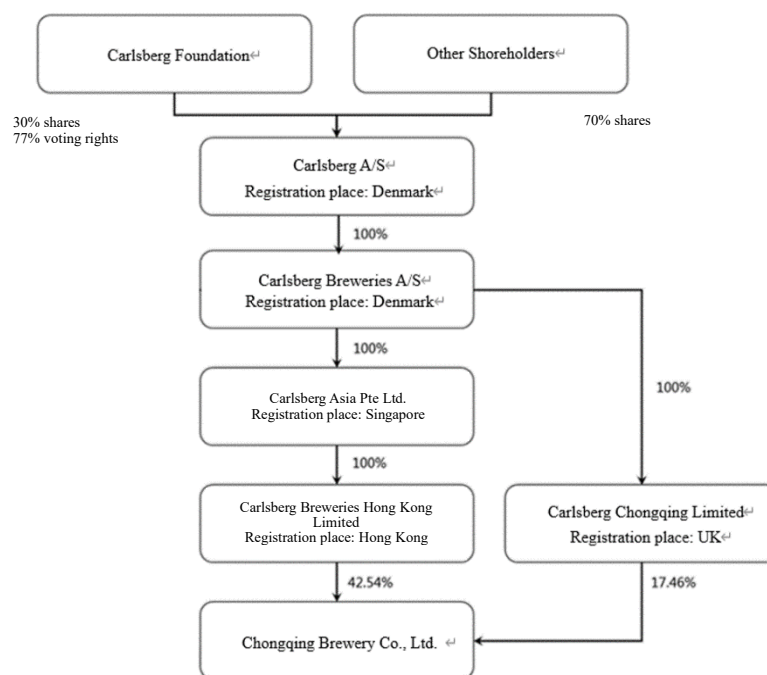 Carlsberg Foundation↵
Other Shoreholders↵
30% shares
77% voting rights
70% shares
Carlsberg A/S↵
Registration place: Denmark↵
100%
Carlsberg Breweries A/S↵
Registration place: Denmark↵
100%
100%
Carlsberg Asia Pte Ltd.
Registration place: Singapore
100%
Carlsberg Breweries Hong Kong
Limited
Registration place: Hong Kong
Carlsberg Chongqing Limited↵
Registration place: UK↵
42.54%
17.46%
Chongqing Brewery Co., Ltd. ↵